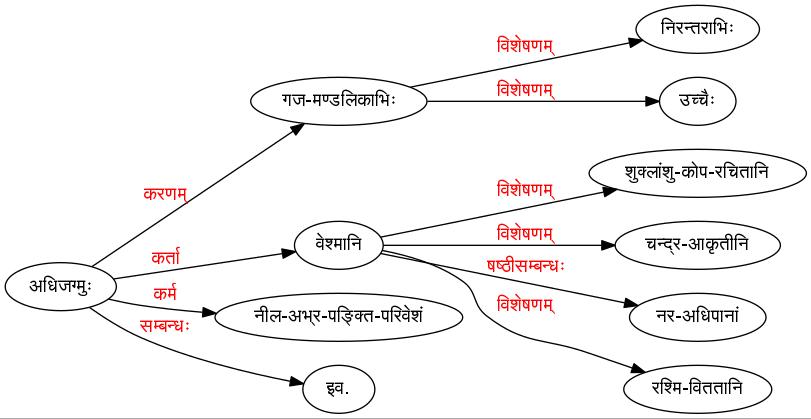 निरन्तराभिः
विशेषणम्
गज-मण्डलिकाभिः
विशेषणम्
उच्चैः
शुक्लांशु-कोप-रचितानि
करणम्
विशेषणम्
वेश्मानि
विशेषणम्
चन्द्र-आकृतीनि
कर्ता
षष्ठीसम्बन्धः
अधिजग्मुः
कर्म
विशेषणम्
नर-अधिपानां
नील-अभ्र-पङ्क्ति-परिवेशं
सम्बन्धः
इव.
रश्मि-विततानि